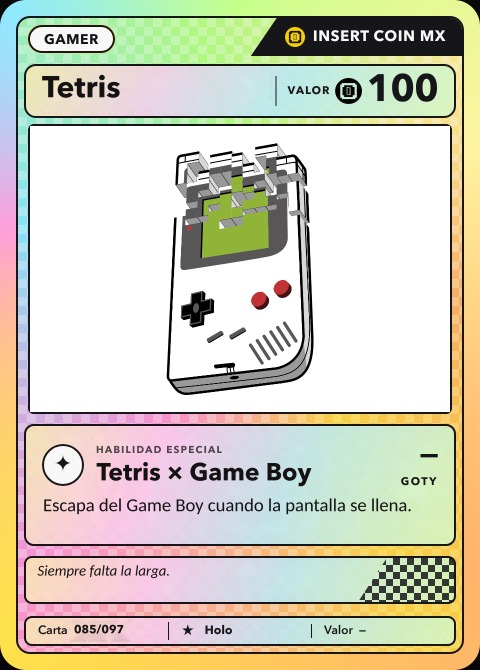 GAMER
INSERT COIN MX
Tetris
VALOR 100
HABILIDAD ESPECIAL
Tetris × Game Boy
–
GOTY
Escapa del Game Boy cuando la pantalla se llena.
Siempre falta la larga.
Carta 085/097
★ Holo
Valor –